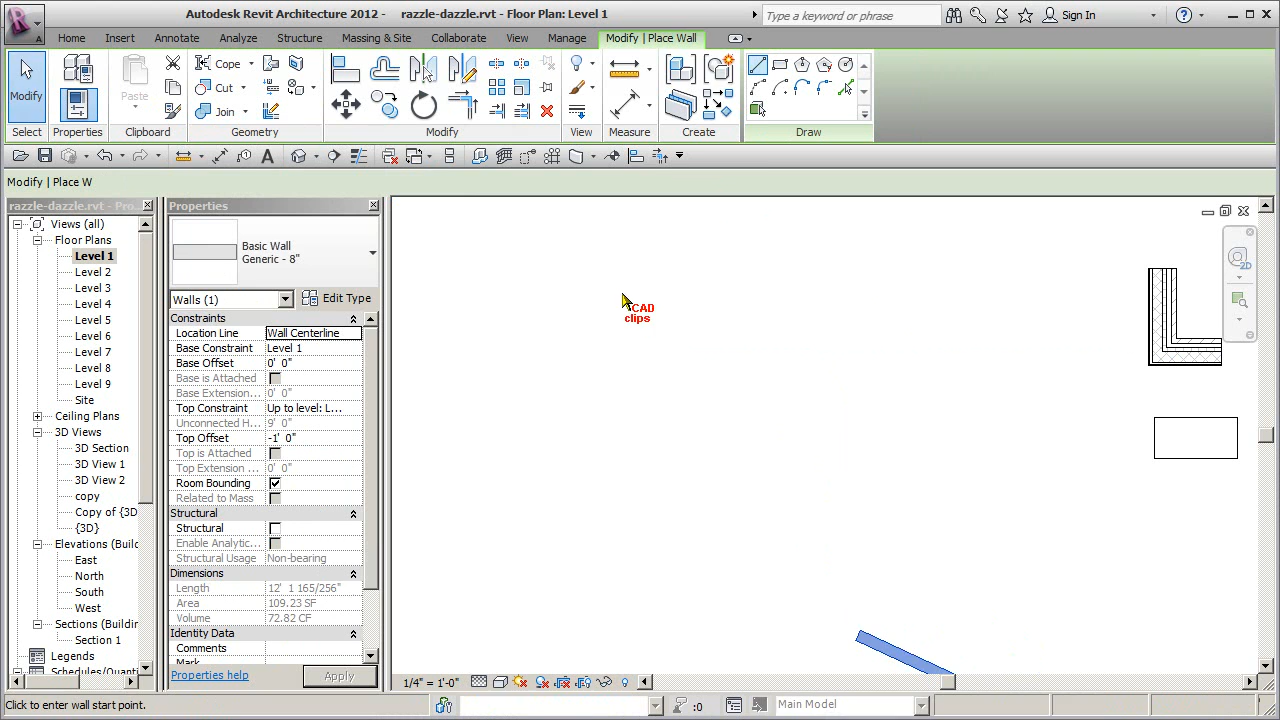 Autodesk Revit Architecture 2012 - razzle-dazzle.rvt - Floor Plan: Level 1
Type a keyword or phrase
Sign In
Home Insert Annotate Analyze Structure Massing & Site Collaborate View Manage Modify | Place Wall
Modify
Paste
Cope
Cut
Join
Select Properties Clipboard Geometry Modify View Measure Create Draw
Modify | Place W
razzle-dazzle.rvt - Pro...
Views (all)
Floor Plans
Level 1
Level 2
Level 3
Level 4
Level 5
Level 6
Level 7
Level 8
Level 9
Site
Ceiling Plans
3D Views
3D Section
3D View 1
3D View 2
copy
Copy of {3D
{3D}
Elevations (Buil
East
North
South
West
Sections (Buildin
Section 1
Legends
Schedules/Quanti
Properties
Basic Wall
Generic - 8"
Walls (1)
Edit Type
Constraints
Location Line Wall Centerline
Base Constraint Level 1
Base Offset 0' 0"
Base is Attached
Base Extension... 0' 0"
Top Constraint Up to level: L...
Unconnected H... 9' 0"
Top Offset -1' 0"
Top is Attached
Top Extension ... 0' 0"
Room Bounding
Related to Mass
Structural
Structural
Enable Analytic...
Structural Usage Non-bearing
Dimensions
Length 12' 1 165/256"
Area 109.23 SF
Volume 72.82 CF
Identity Data
Comments
Mark
Properties help
Apply
CAD
clips
2D
1/4" = 1'-0"
Click to enter wall start point.
:0
Main Model